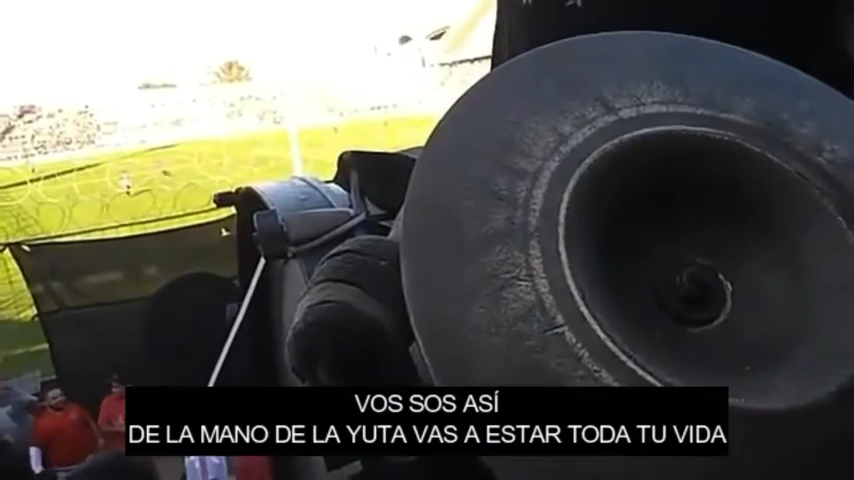 VOS SOS ASÍ
DE LA MANO DE LA YUTA VAS A ESTAR TODA TU VIDA